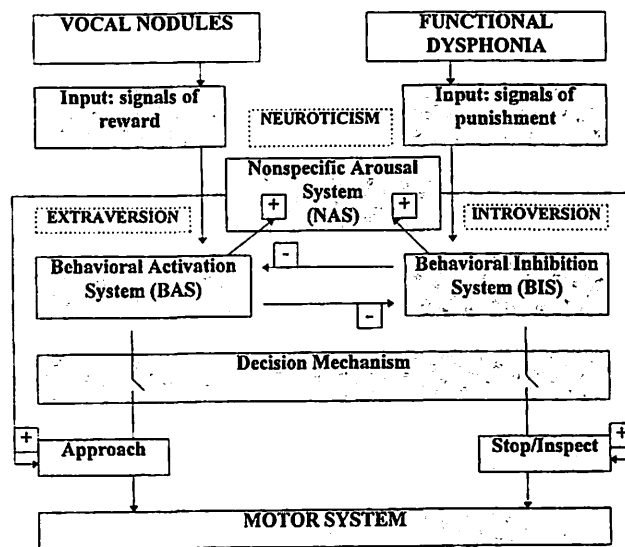 VOCAL NODULES
FUNCTIONAL
DYSPHONIA
Input: signals of
reward
NEUROTICISM
Input: signals of
punishment
Nonspecific Arousal
System
(NAS)
+
+
EXTRAVERSION
INTROVERSION
-
Behavioral Activation
System (BAS)
Behavioral Inhibition
System (BIS)
-
Decision Mechanism
+
Approach
Stop/Inspect
+
MOTOR SYSTEM